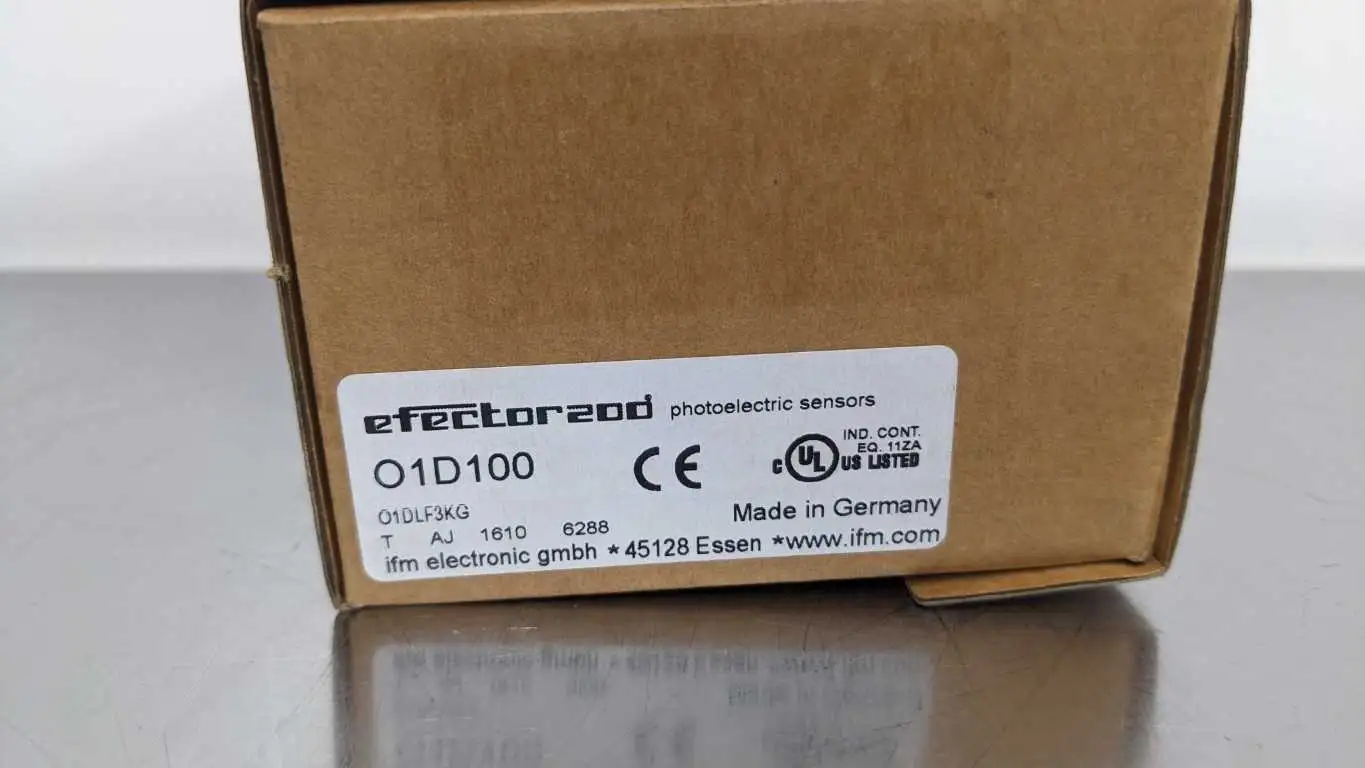 efector200 photoelectric sensors
O1D100
CE
c UL US LISTED
IND. CONT.
EQ. 11ZA
O1DLF3KG
Made in Germany
T AJ 1610 6288
ifm electronic gmbh * 45128 Essen *www.ifm.com